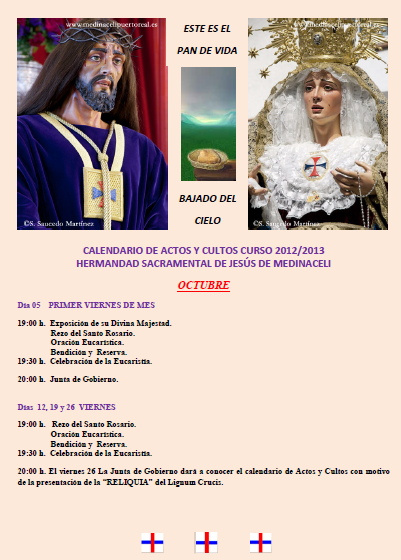 www.medinacelipuertoreal.es
©S. Saucedo Martínez
ESTE ES EL
PAN DE VIDA
BAJADO DEL
CIELO
www.medinacelipuertoreal.es
©S. Saucedo Martínez
CALENDARIO DE ACTOS Y CULTOS CURSO 2012/2013
HERMANDAD SACRAMENTAL DE JESÚS DE MEDINACELI
OCTUBRE
Día 05 PRIMER VIERNES DE MES
19:00 h. Exposición de su Divina Majestad.
Rezo del Santo Rosario.
Oración Eucarística.
Bendición y Reserva.
19:30 h. Celebración de la Eucaristía.
20:00 h. Junta de Gobierno.
Días 12, 19 y 26 VIERNES
19:00 h. Rezo del Santo Rosario.
Oración Eucarística.
Bendición y Reserva.
19:30 h. Celebración de la Eucaristía.
20:00 h. El viernes 26 La Junta de Gobierno dará a conocer el calendario de Actos y Cultos con motivo
de la presentación de la “RELIQUIA” del Lignum Crucis.